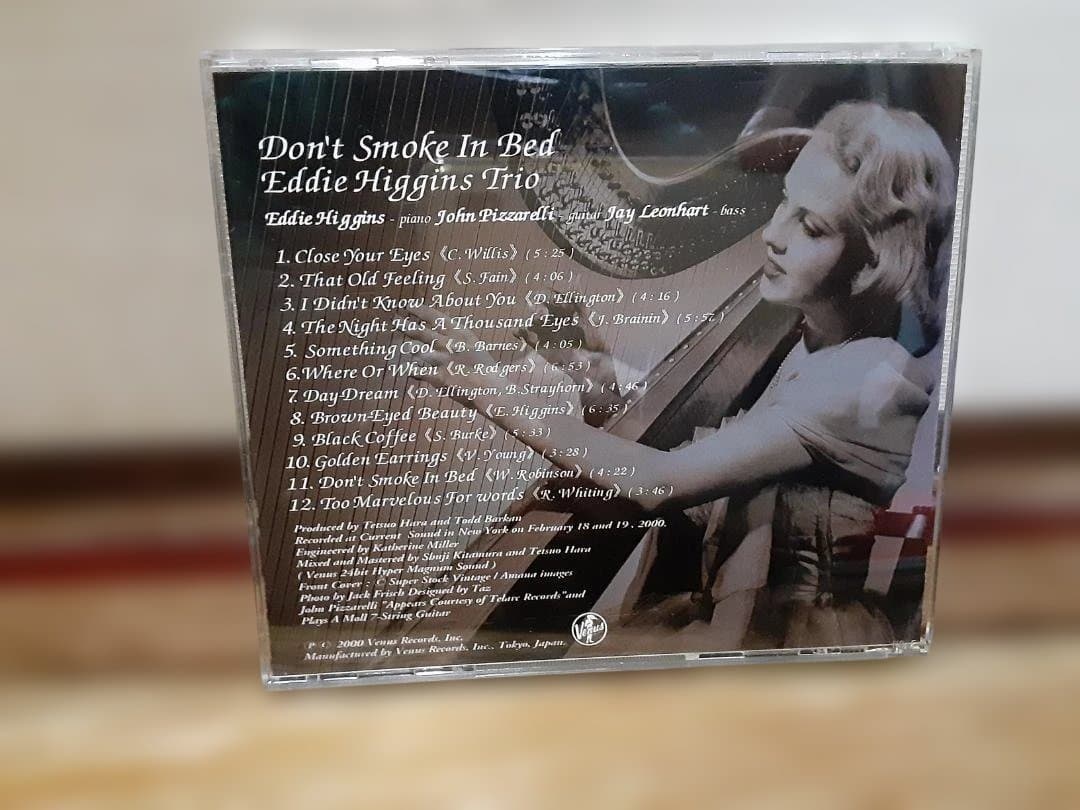 Don't Smoke In Bed
Eddie Higgins Trio
Eddie Higgins - piano John Pizzarelli - guitar Jay Leonhart - bass
1. Close Your Eyes《C. Willis》( 5 : 25 )
2. That Old Feeling《S. Fain》( 4 : 06 )
3. I Didn't Know About You《D. Ellington》( 4 : 16 )
4. The Night Has A Thousand Eyes《J. Brainin》( 5 : 57 )
5. Something Cool《B. Barnes》( 4 : 05 )
6. Where Or When《R. Rodgers》( 6 : 53 )
7. Day-Dream《D. Ellington, B.Strayhorn》( 4 : 46 )
8. Brown-Eyed Beauty《E. Higgins》( 6 : 35 )
9. Black Coffee《S. Burke》( 5 : 33 )
10. Golden Earrings《V. Young》( 3 : 28 )
11. Don't Smoke In Bed《W. Robinson》( 4 : 22 )
12. Too Marvelous For words《R. Whiting》( 3 : 46 )
Produced by Tetsuo Hara and Todd Barkan
Recorded at Current Sound in New York on February 18 and 19 . 2000.
Engineered by Katherine Miller
Mixed and Mastered by Shuji Kitamura and Tetsuo Hara
( Venus 24bit Hyper Magnum Sound )
Front Cover : © Super Stock Vintage / Amana images
Photo by Jack Frisch Designed by Taz
John Pizzarelli "Appears Courtesy of Telarc Records"and
Plays A Moll 7-String Guitar
℗ © 2000 Venus Records, Inc.
Manufactured by Venus Records, Inc., Tokyo, Japan.
Venus